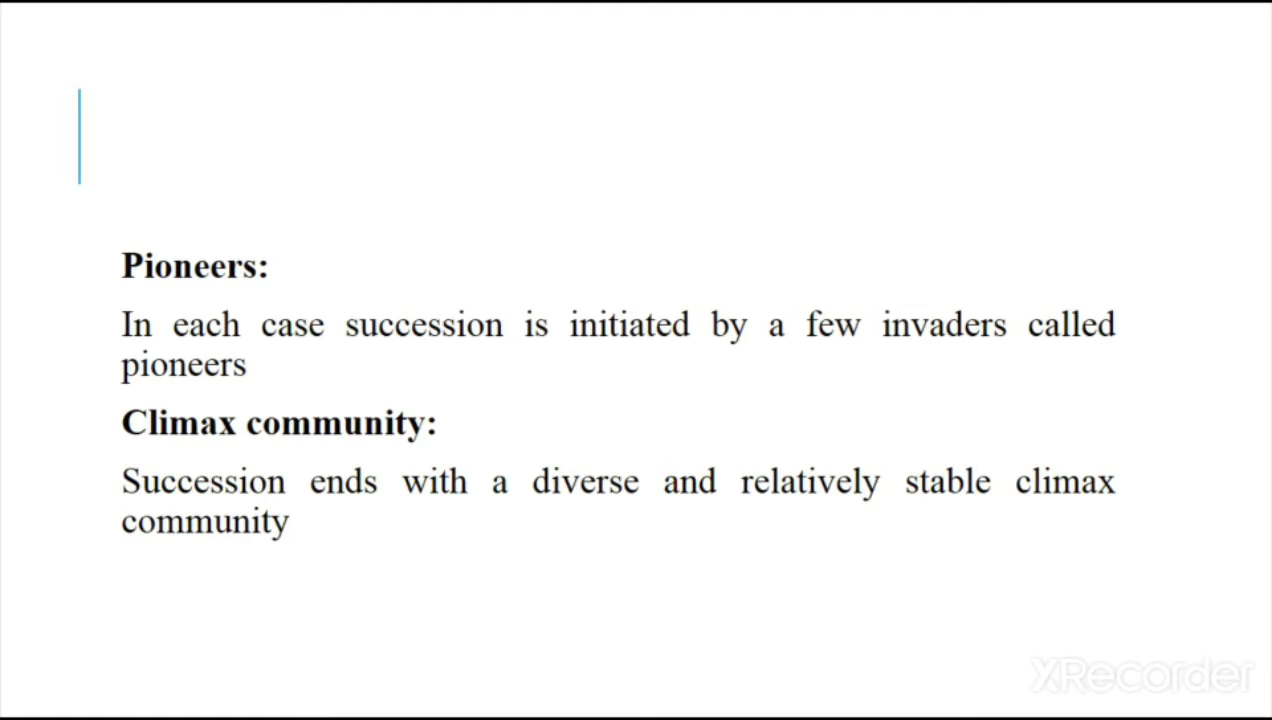 Pioneers:
In each case succession is initiated by a few invaders called
pioneers
Climax community:
Succession ends with a diverse and relatively stable climax
community
XRecorder